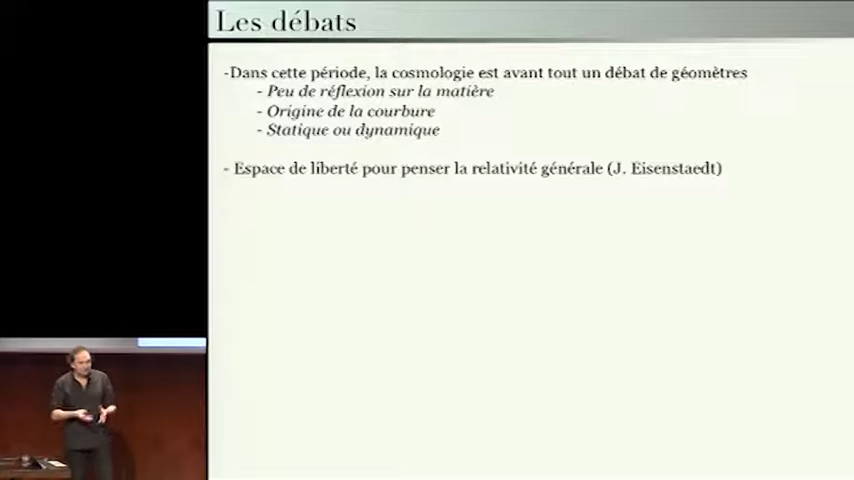 Les débats
-Dans cette période, la cosmologie est avant tout un débat de géomètres
- Peu de réflexion sur la matière
- Origine de la courbure
- Statique ou dynamique
- Espace de liberté pour penser la relativité générale (J. Eisenstaedt)